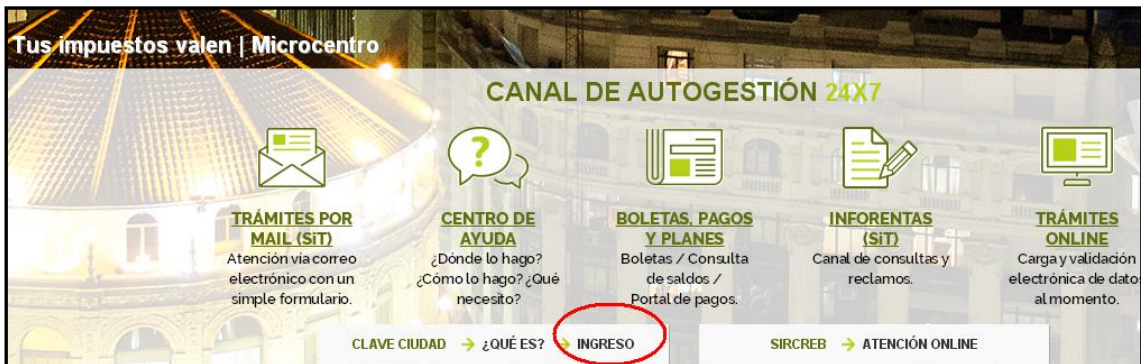 Tus impuestos valen | Microcentro
CANAL DE AUTOGESTIÓN 24X7
TRÁMITES POR
MAIL (SiT)
Atención vía correo
electrónico con un
simple formulario.
CENTRO DE
AYUDA
¿Dónde lo hago?
¿Cómo lo hago? ¿Qué
necesito?
BOLETAS, PAGOS
Y PLANES
Boletas / Consulta
de saldos /
Portal de pagos.
INFORENTAS
(SiT)
Canal de consultas y
reclamos.
TRÁMITES
ONLINE
Carga y validación
electrónica de datos
al momento.
CLAVE CIUDAD → ¿QUÉ ES? → INGRESO
SIRCREB → ATENCIÓN ONLINE